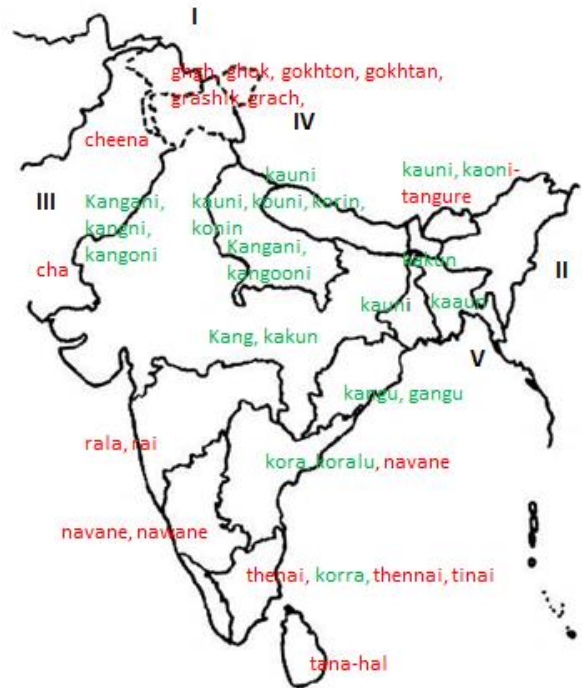 I
ghgh, ghok, gokhton, gokhtan,
grashik, grach,
IV
cheena
kauni
kauni, kaoni-
tangure
III
Kangani,
kangni,
kangoni
kauni, kouni, korin,
konin
Kangani,
kangooni
kakun
cha
II
kauni
kaaun
Kang, kakun
V
kangu, gangu
rala, rai
kora, koralu, navane
navane, nawane
thenai, korra, thennai, tinai
tana-hal